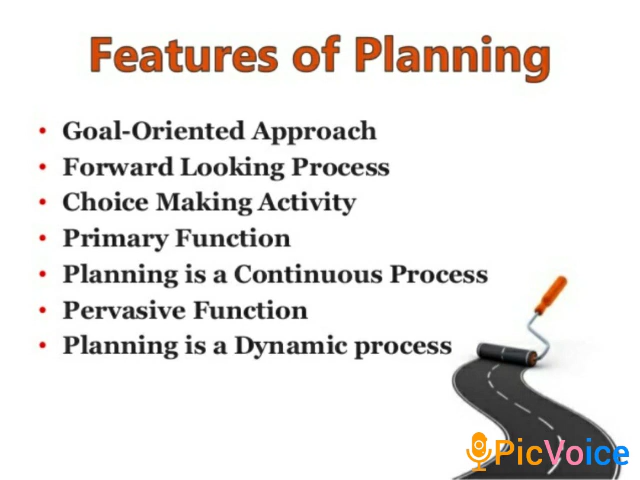 Features of Planning
• Goal-Oriented Approach
• Forward Looking Process
• Choice Making Activity
• Primary Function
• Planning is a Continuous Process
• Pervasive Function
• Planning is a Dynamic process
PicVoice